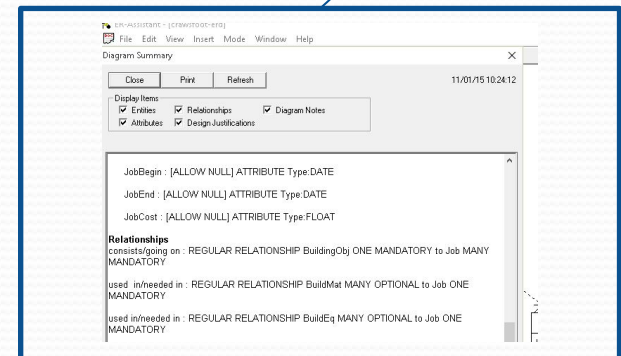 ER-Assistant - [crawsfoot-erd]
File Edit View Insert Mode Window Help
Diagram Summary
Close Print Refresh 11/01/15 10:24:12
Display Items
Entities Relationships Diagram Notes
Attributes Design Justifications
JobBegin : [ALLOW NULL] ATTRIBUTE Type:DATE
JobEnd : [ALLOW NULL] ATTRIBUTE Type:DATE
JobCost : [ALLOW NULL] ATTRIBUTE Type:FLOAT
Relationships
consists/going on : REGULAR RELATIONSHIP BuildingObj ONE MANDATORY to Job MANY
MANDATORY
used in/needed in : REGULAR RELATIONSHIP BuildMat MANY OPTIONAL to Job ONE
MANDATORY
used in/needed in : REGULAR RELATIONSHIP BuildEq MANY OPTIONAL to Job ONE
MANDATORY